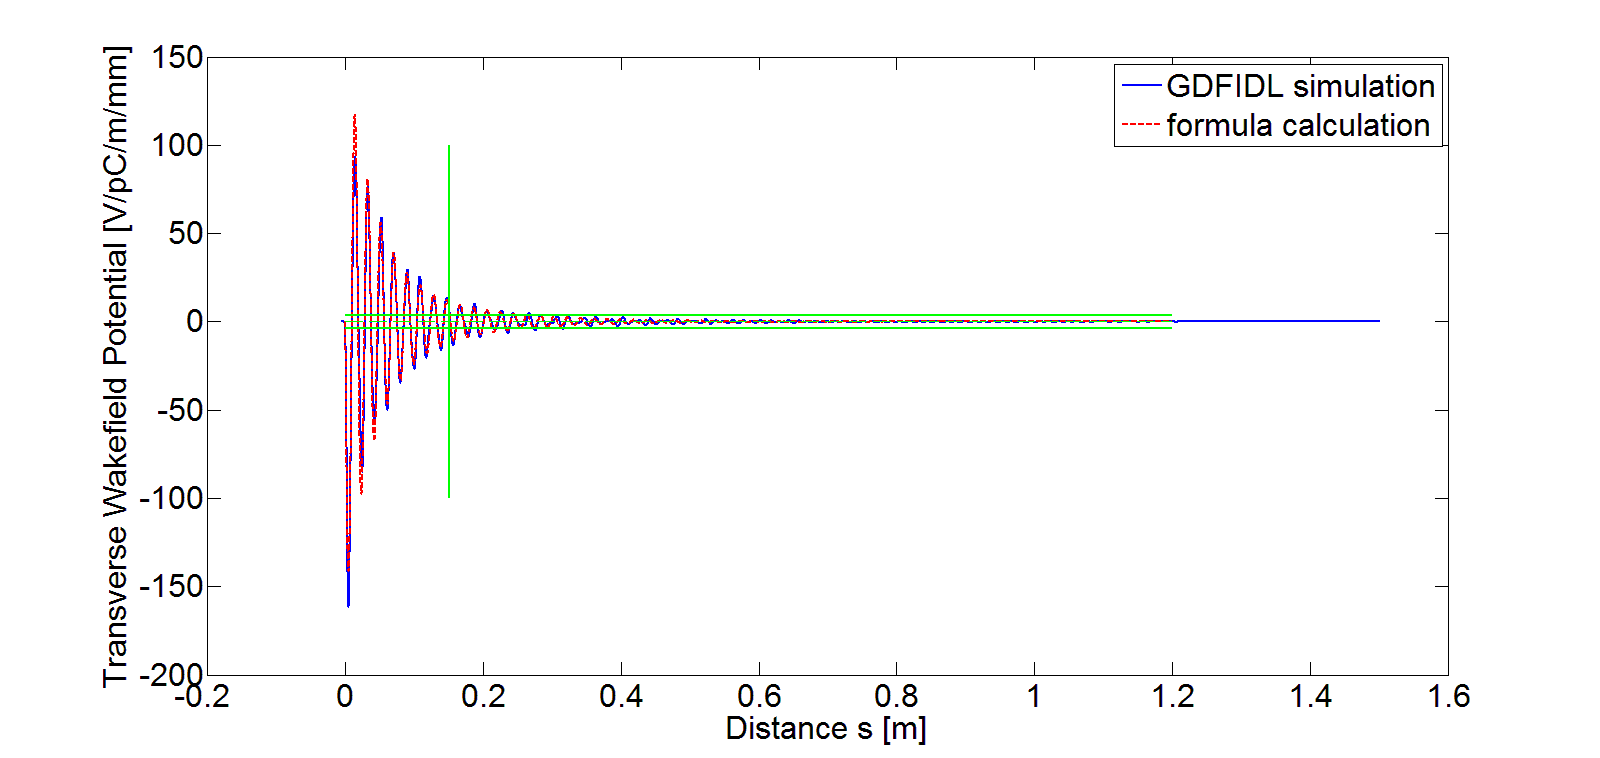 Transverse Wakefield Potential [V/pC/m/mm]
150
100
50
0
-50
-100
-150
-200
GDFIDL simulation
formula calculation
-0.2 0 0.2 0.4 0.6 0.8 1 1.2 1.4 1.6
Distance s [m]